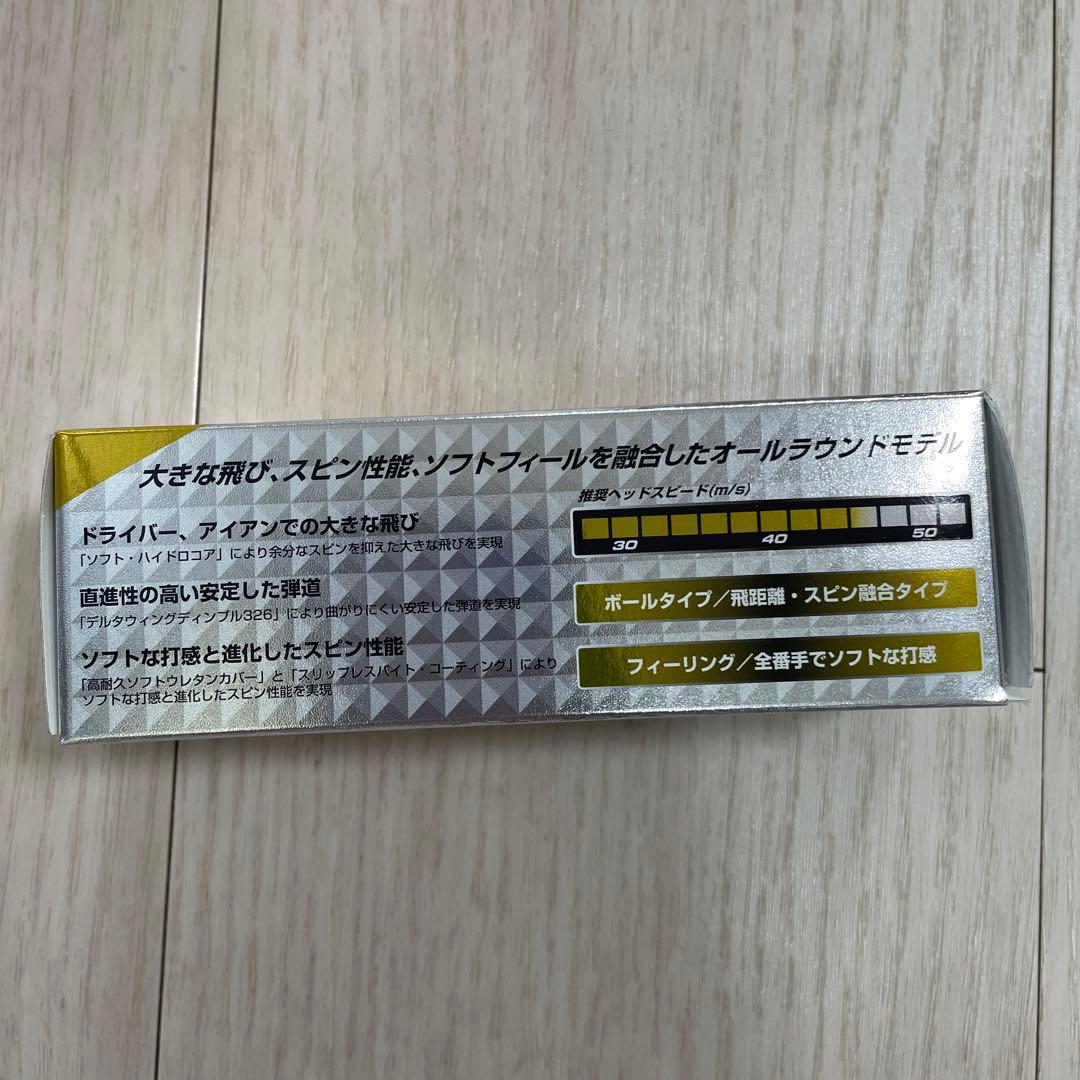 大きな飛び、スピン性能、ソフトフィールを融合したオールラウンドモデル
ドライバー、アイアンでの大きな飛び
「ソフト・ハイドロコア」により余分なスピンを抑えた大きな飛びを実現
直進性の高い安定した弾道
「デルタウィングディンプル326」により曲がりにくい安定した弾道を実現
ソフトな打感と進化したスピン性能
「高耐久ソフトウレタンカバー」と「スリップレスバイト・コーティング」により
ソフトな打感と進化したスピン性能を実現
推奨ヘッドスピード(m/s)
30 40 50
ボールタイプ/飛距離・スピン融合タイプ
フィーリング/全番手でソフトな打感